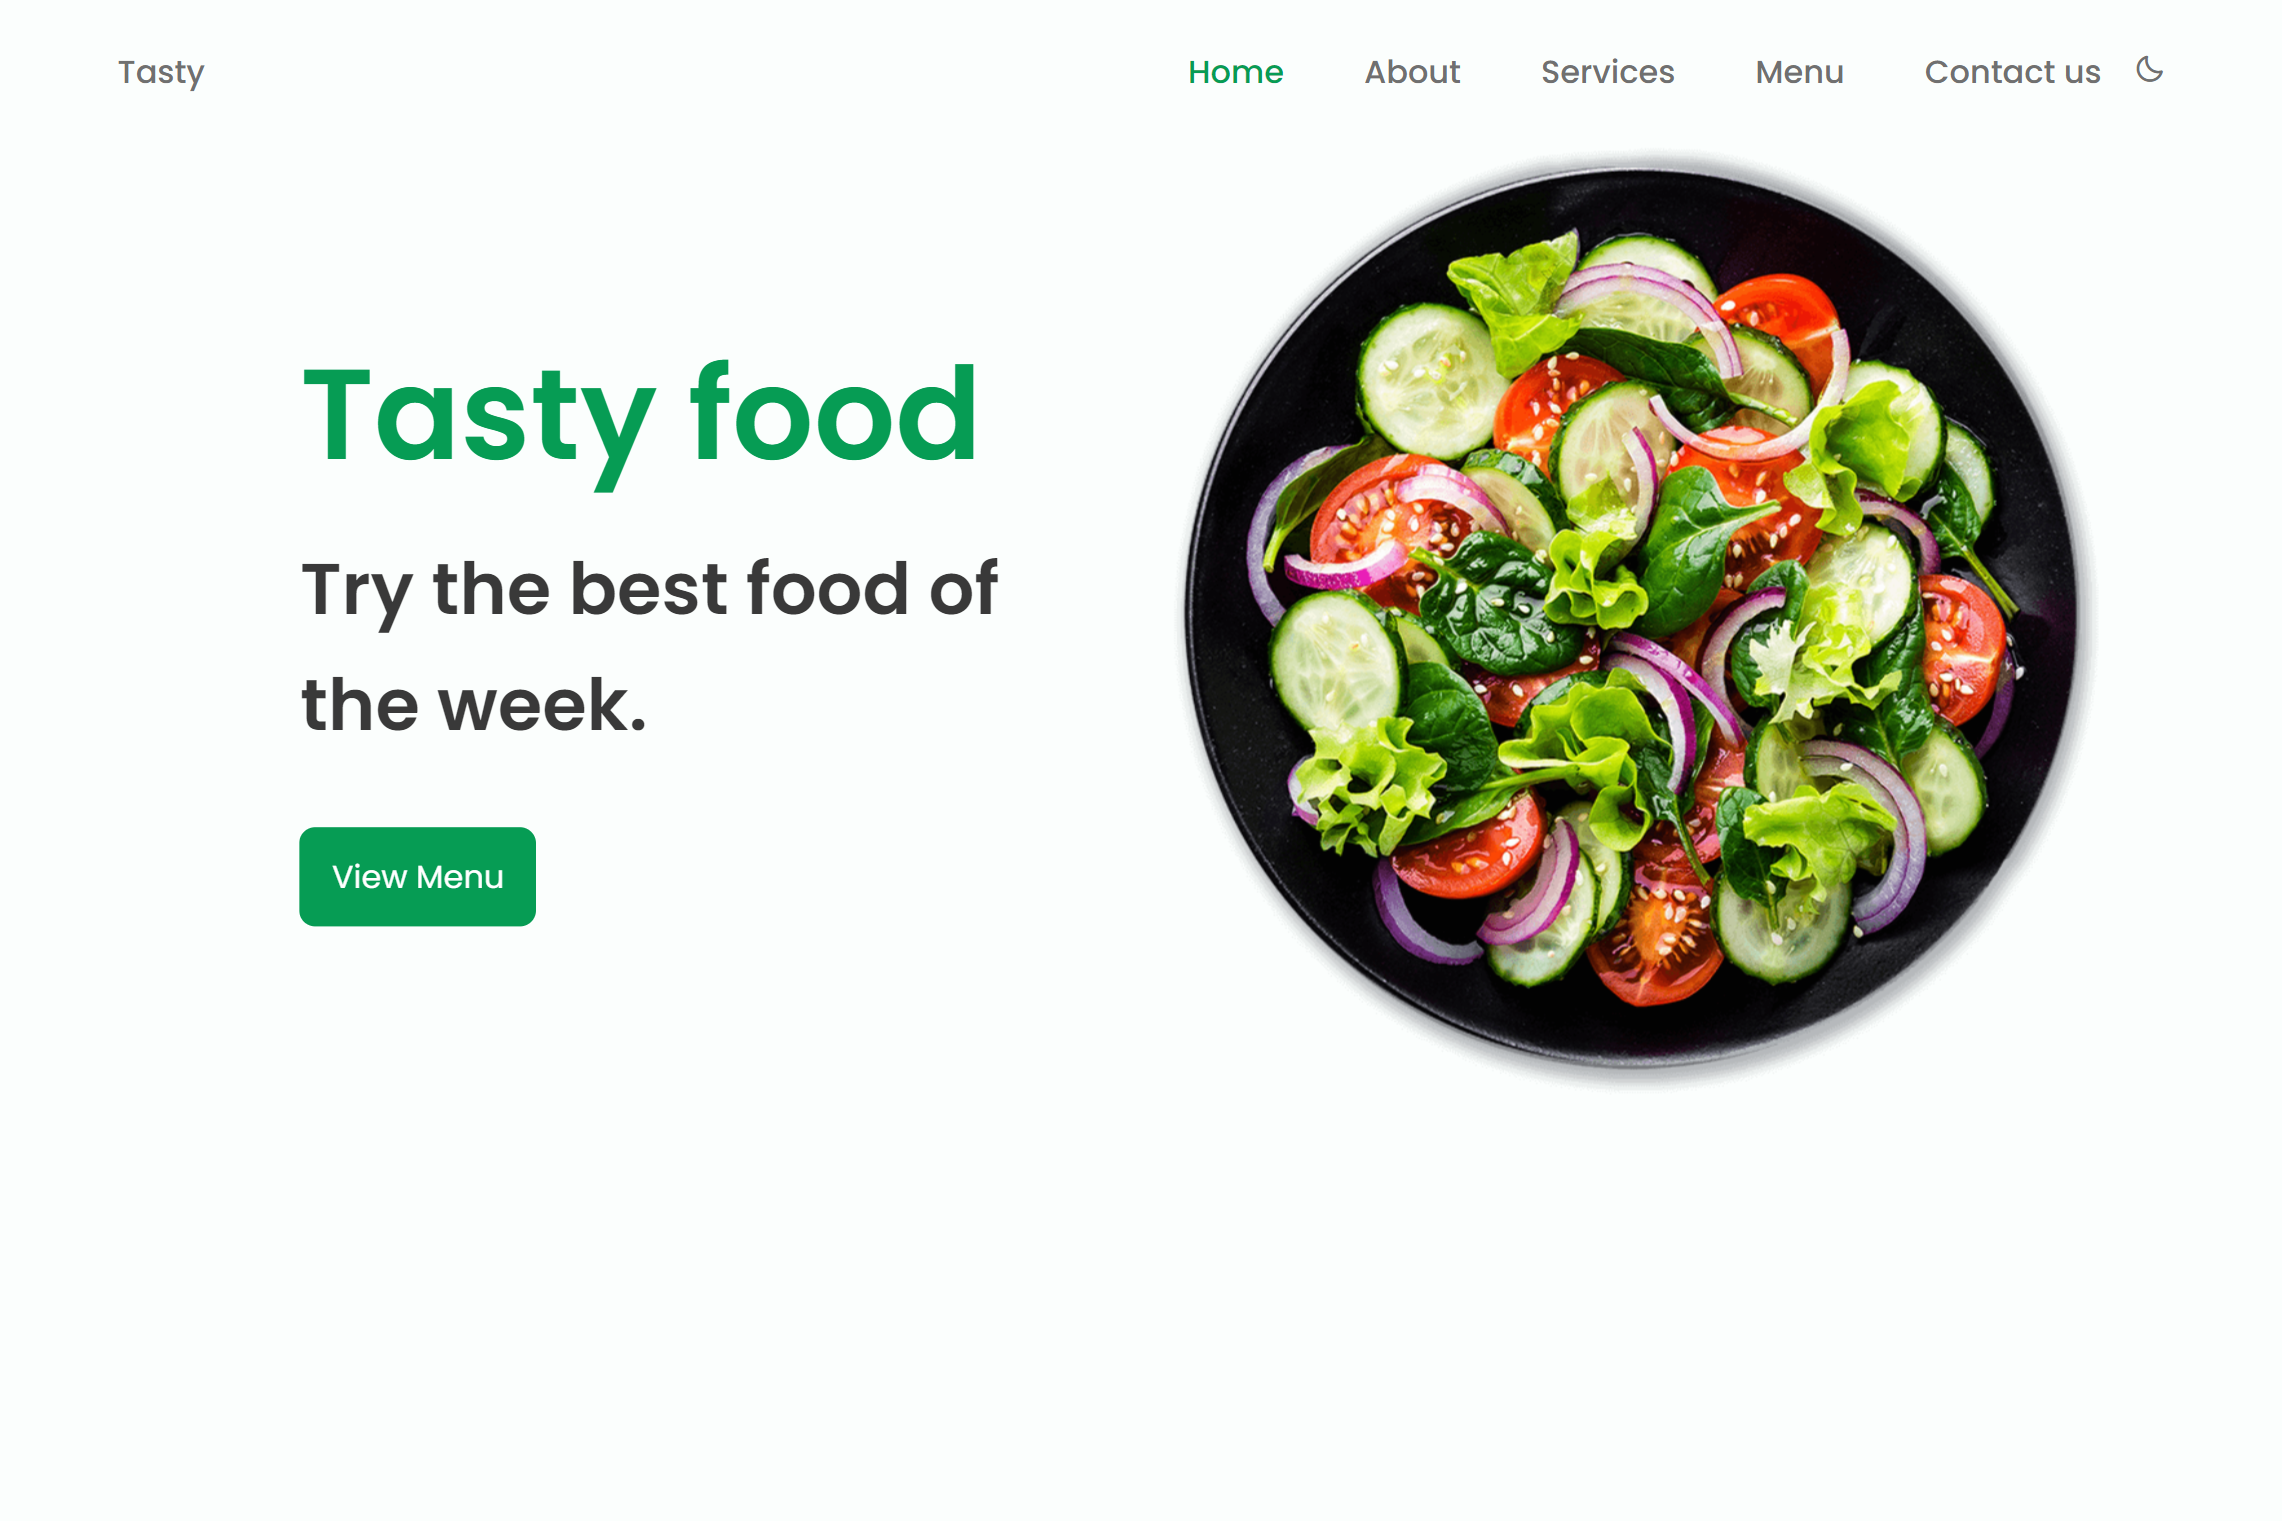 Tasty
Home About Services Menu Contact us
Tasty food
Try the best food of
the week.
View Menu